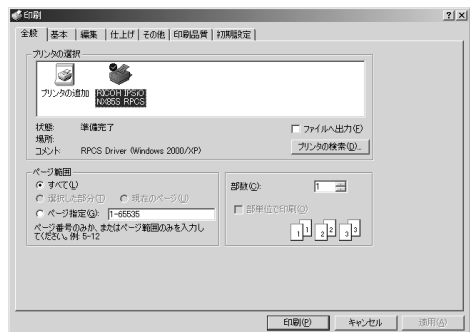 印刷
全般 基本 編集 仕上げ その他 印刷品質 初期設定
プリンタの選択
プリンタの追加 RICOH IPSiO NX85S RPCS
状態: 準備完了
場所:
コメント: RPCS Driver (Windows 2000/XP)
ファイルへ出力(F)
プリンタの検索(D)...
ページ範囲
すべて(L)
選択した部分(T) 現在のページ(U)
ページ指定(G): 1-65535
ページ番号のみか、またはページ範囲のみを入力してください。例: 5-12
部数(C): 1
部単位で印刷(O)
1 1 2 2 3 3
印刷(P) キャンセル 適用(A)